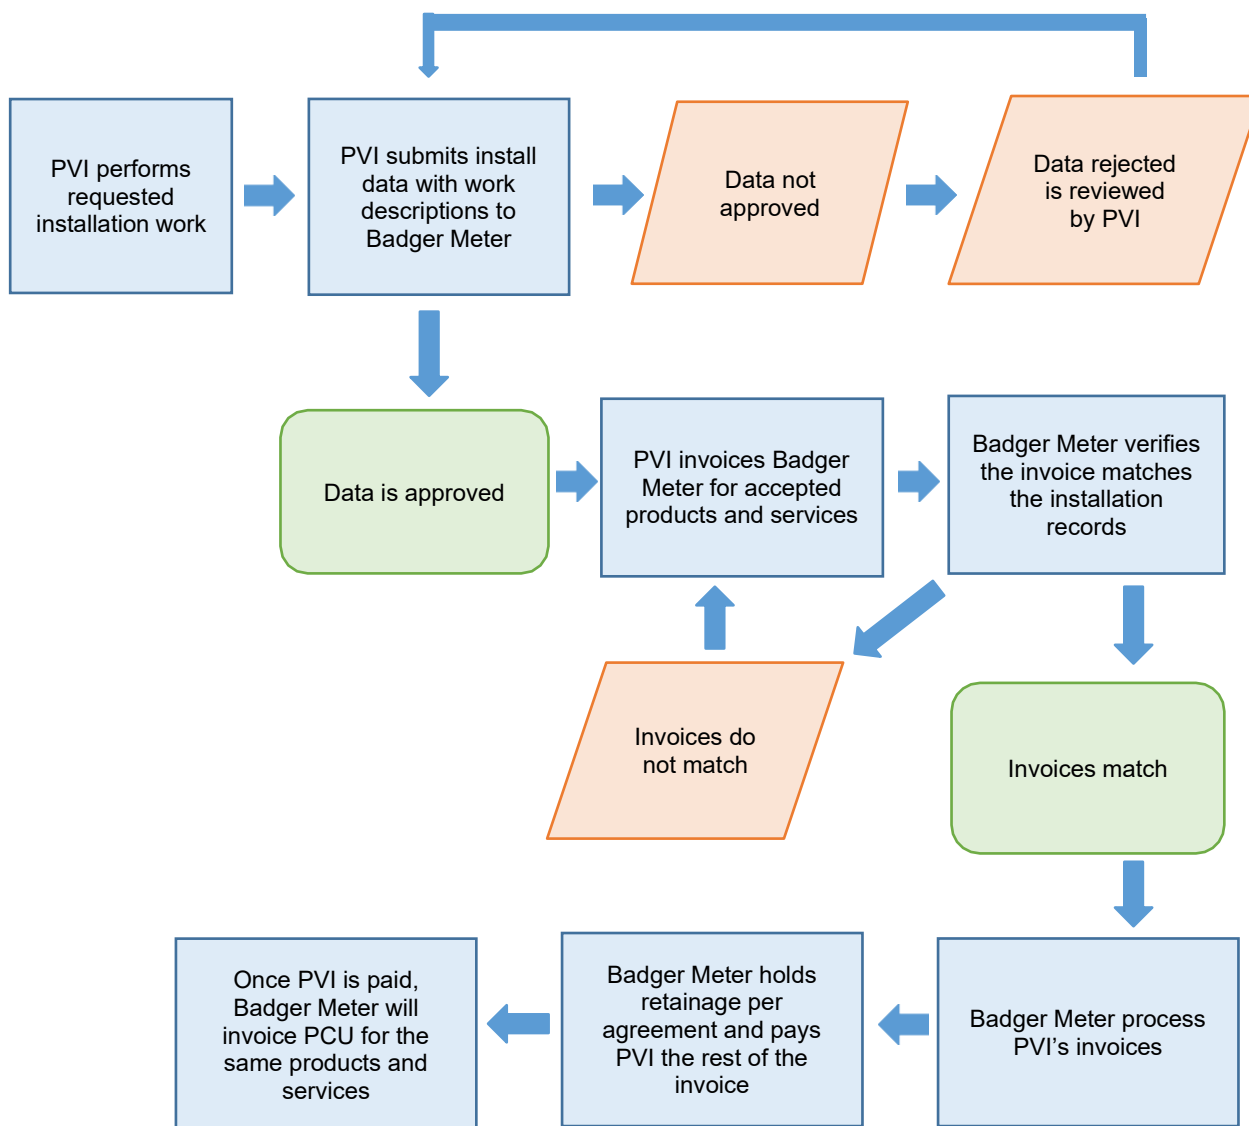 PVI performs
requested
installation work
PVI submits install
data with work
descriptions to
Badger Meter
Data not
approved
Data rejected
is reviewed
by PVI
Data is approved
PVI invoices Badger
Meter for accepted
products and services
Badger Meter verifies
the invoice matches
the installation
records
Invoices do
not match
Invoices match
Once PVI is paid,
Badger Meter will
invoice PCU for the
same products and
services
Badger Meter holds
retainage per
agreement and pays
PVI the rest of the
invoice
Badger Meter process
PVI’s invoices